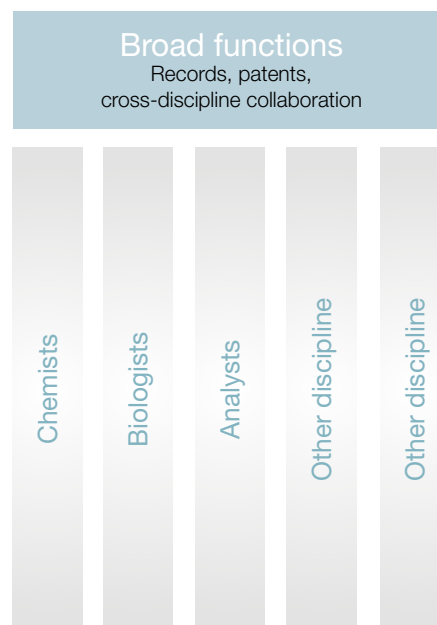 Broad functions
Records, patents,
cross-discipline collaboration
Chemists
Biologists
Analysts
Other discipline
Other discipline